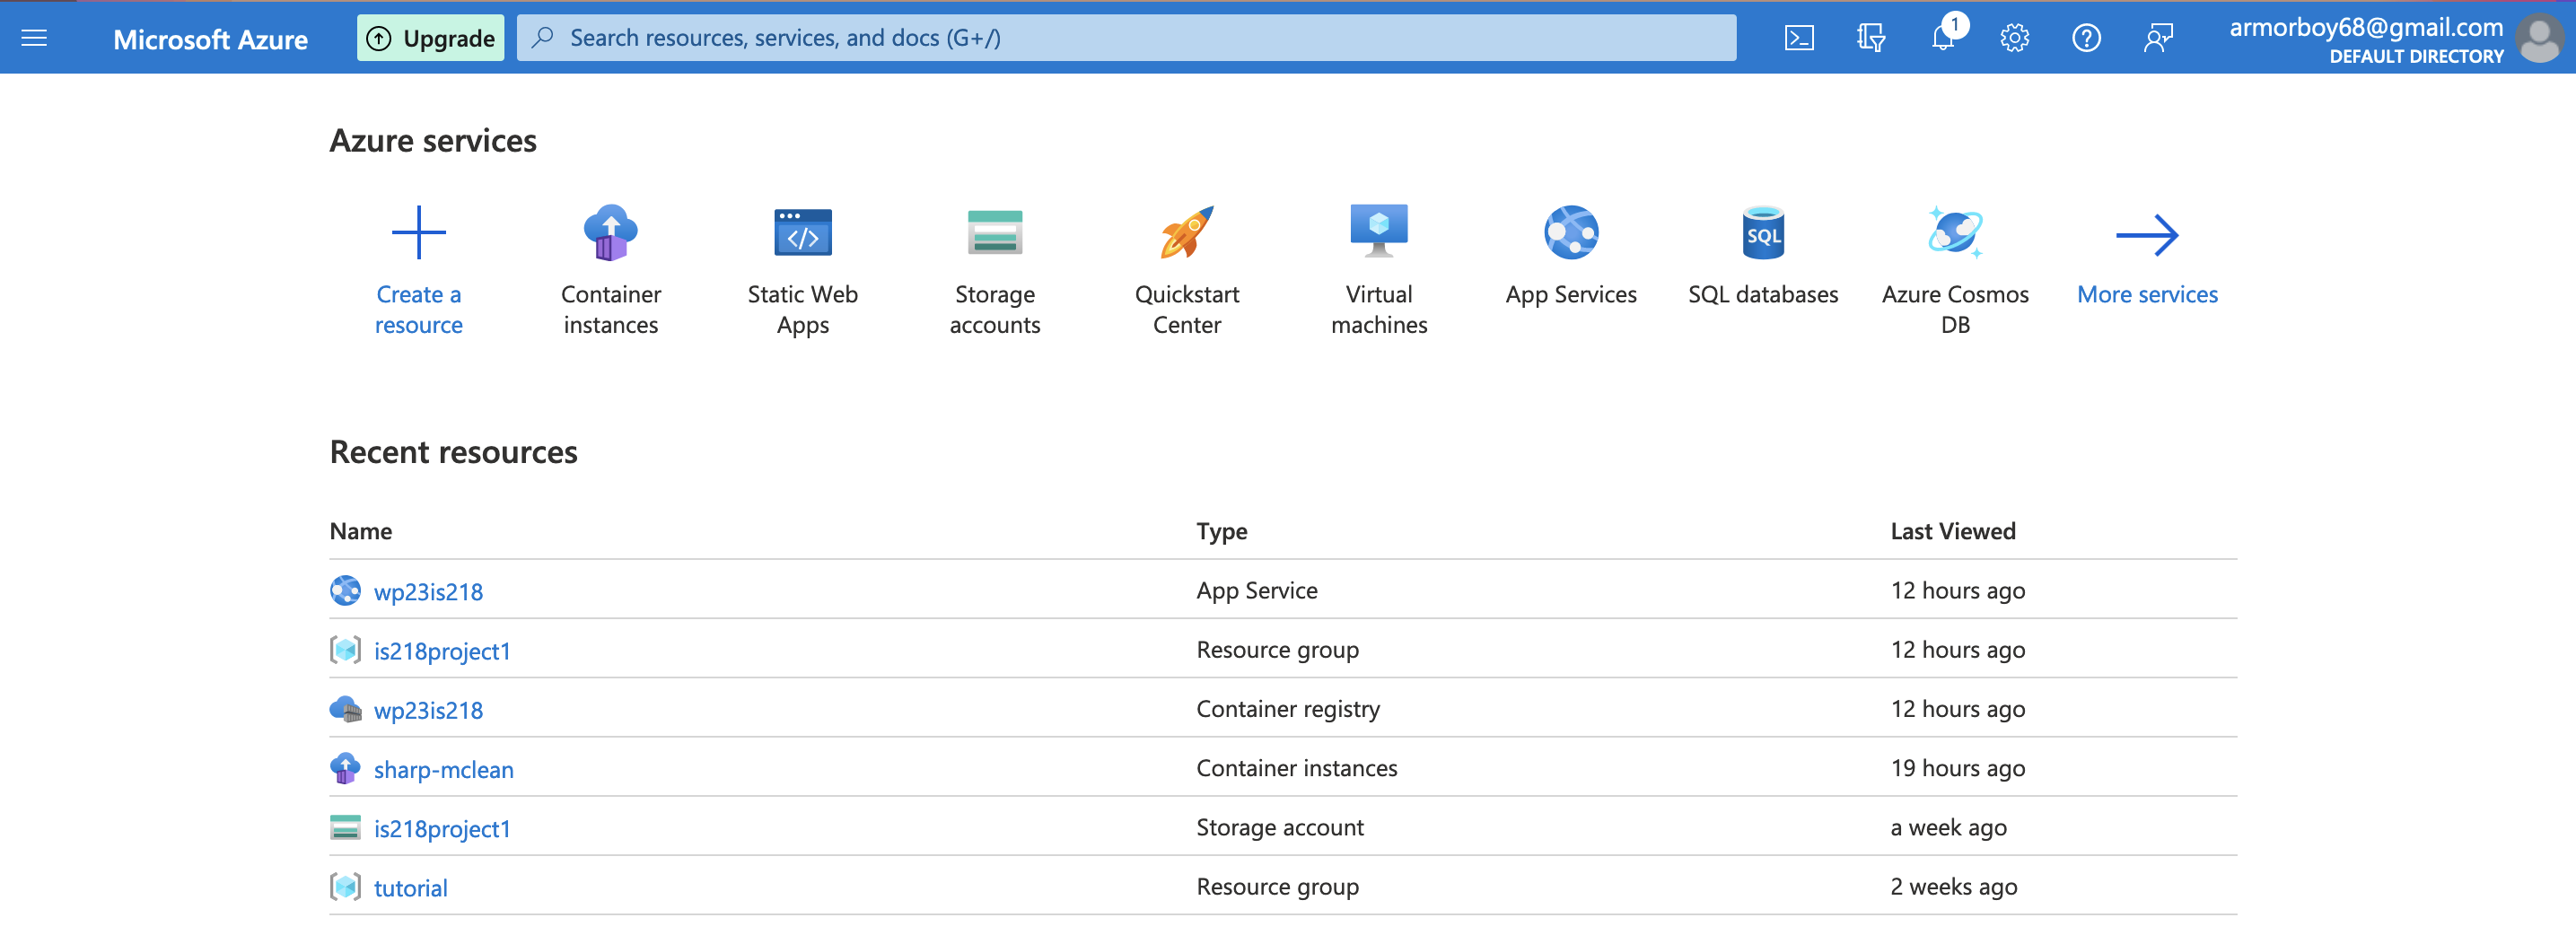 Microsoft Azure
Upgrade
Search resources, services, and docs (G+/)
1
armorboy68@gmail.com
DEFAULT DIRECTORY
Azure services
Create a
resource
Container
instances
Static Web
Apps
Storage
accounts
Quickstart
Center
Virtual
machines
App Services
SQL
SQL databases
Azure Cosmos
DB
More services
Recent resources
Name Type Last Viewed
wp23is218 App Service 12 hours ago
is218project1 Resource group 12 hours ago
wp23is218 Container registry 12 hours ago
sharp-mclean Container instances 19 hours ago
is218project1 Storage account a week ago
tutorial Resource group 2 weeks ago